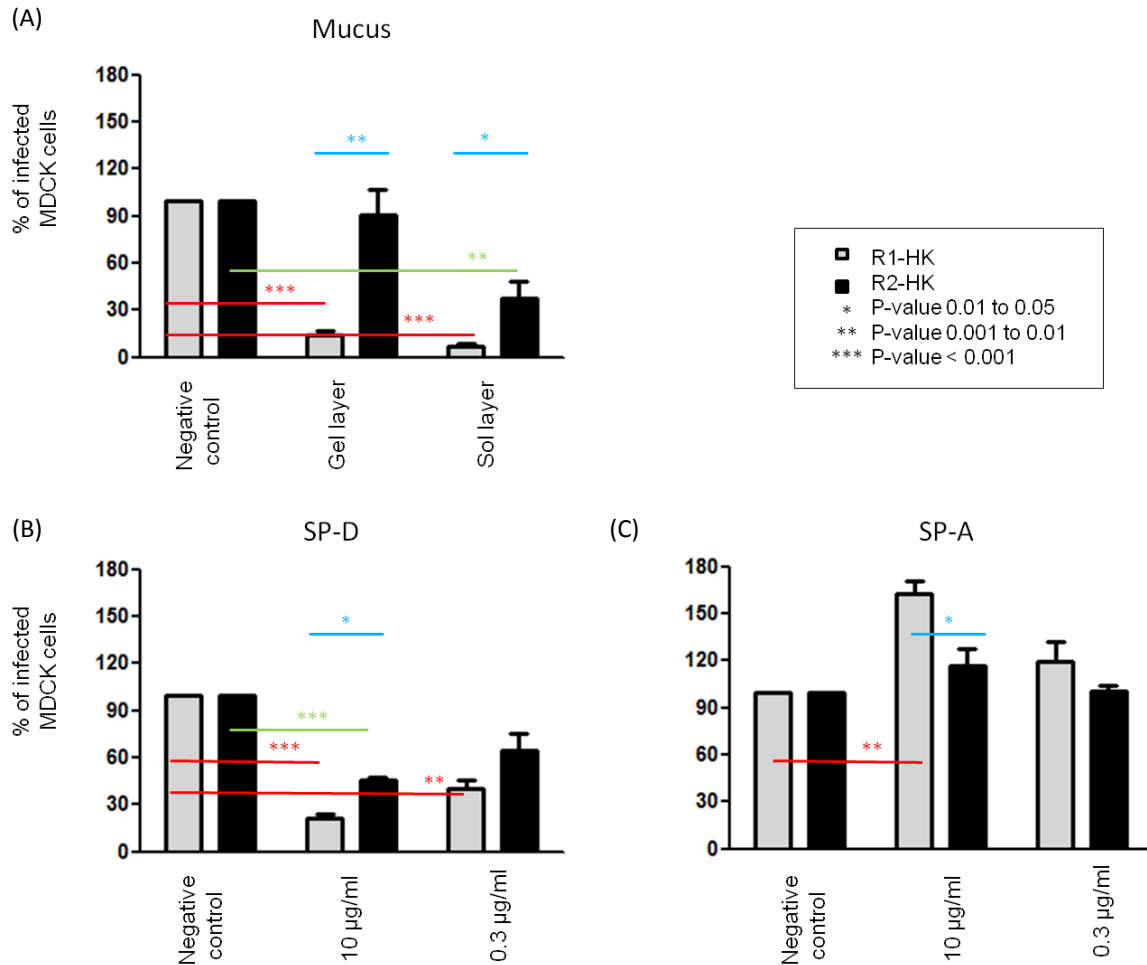 (A)
Mucus
% of infected
MDCK cells
180
150
120
90
60
30
0
**
*
**
***
***
Negative
control
Gel layer
Sol layer
R1-HK
R2-HK
* P-value 0.01 to 0.05
** P-value 0.001 to 0.01
*** P-value < 0.001
(B)
SP-D
% of infected
MDCK cells
180
150
120
90
60
30
0
*
***
***
**
Negative
control
10 µg/ml
0.3 µg/ml
(C)
SP-A
180
150
120
90
60
30
0
*
**
Negative
control
10 µg/ml
0.3 µg/ml